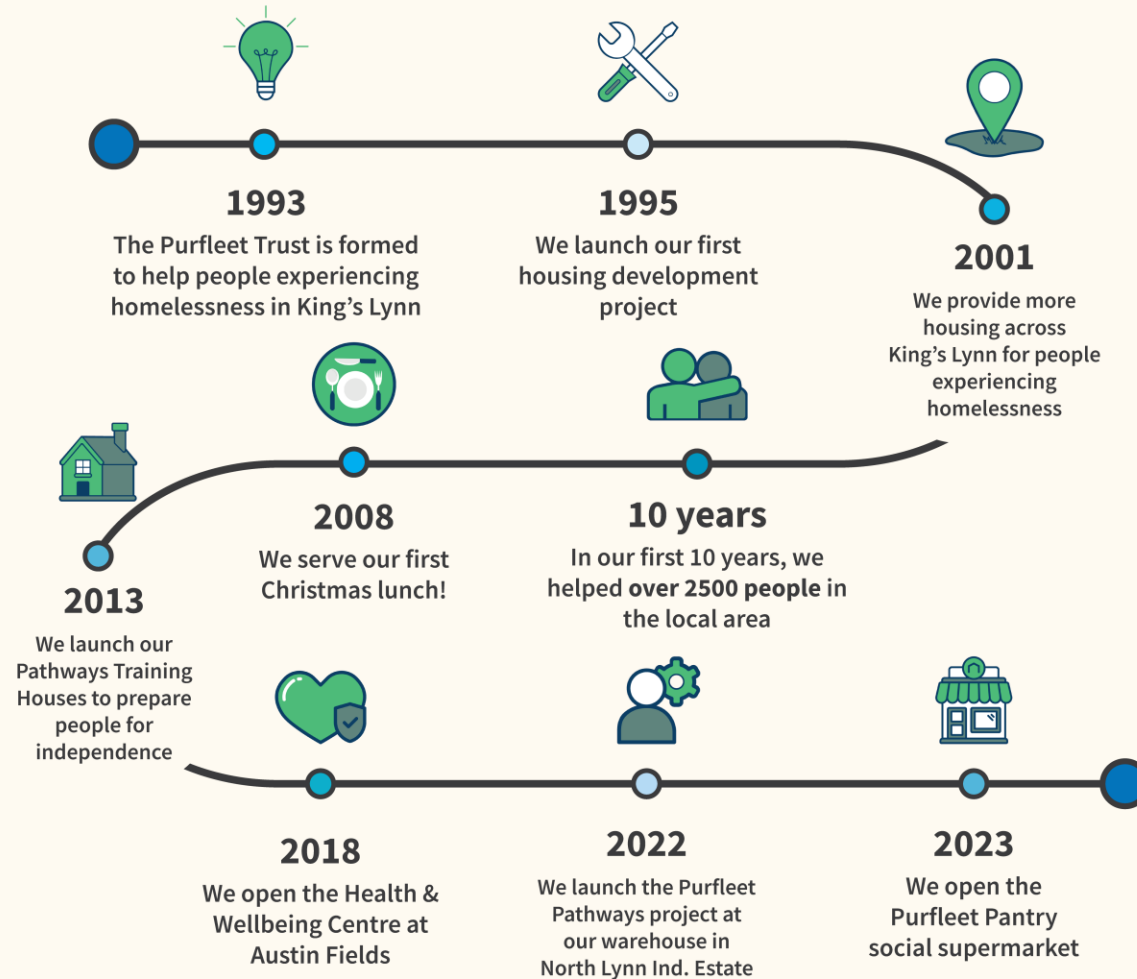 1993
The Purfleet Trust is formed
to help people experiencing
homelessness in King's Lynn
1995
We launch our first
housing development
project
2001
We provide more
housing across
King's Lynn for people
experiencing
homelessness
10 years
In our first 10 years, we
helped over 2500 people in
the local area
2008
We serve our first
Christmas lunch!
2013
We launch our
Pathways Training
Houses to prepare
people for
independence
2018
We open the Health &
Wellbeing Centre at
Austin Fields
2022
We launch the Purfleet
Pathways project at
our warehouse in
North Lynn Ind. Estate
2023
We open the
Purfleet Pantry
social supermarket